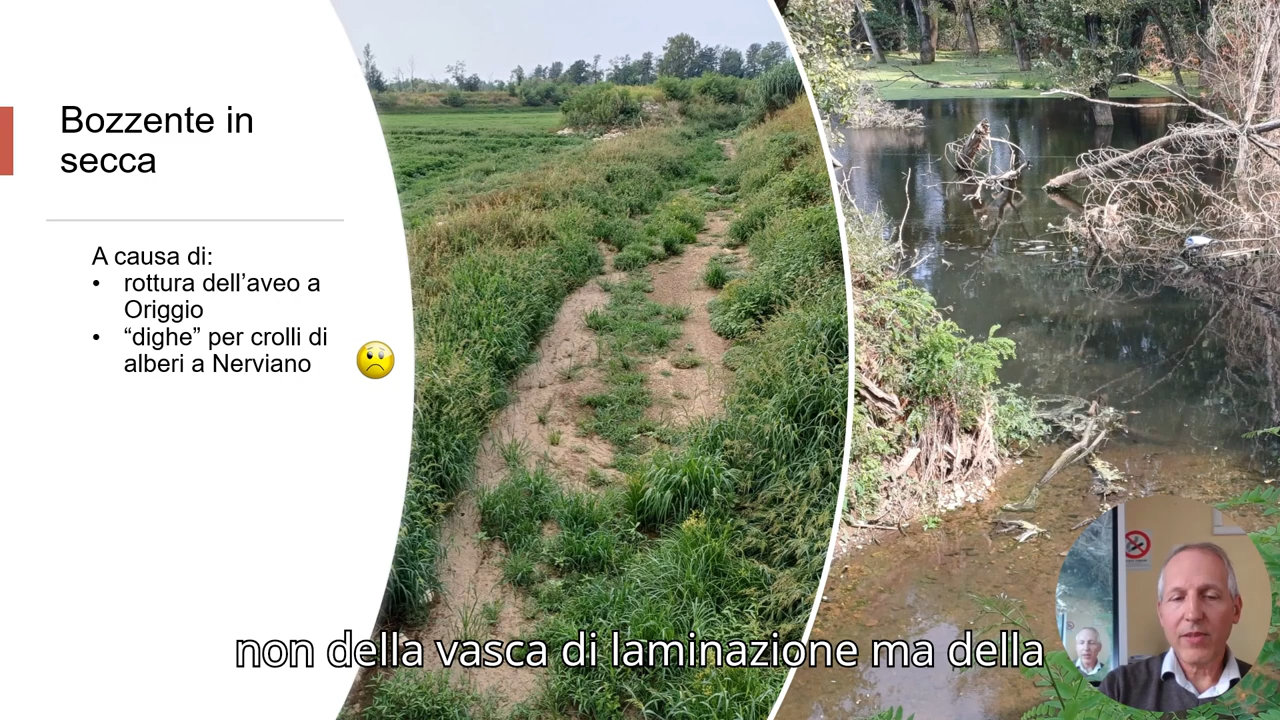 Bozzente in
secca
A causa di:
• rottura dell’aveo a
Origgio
• “dighe” per crolli di
alberi a Nerviano
non della vasca di laminazione ma della